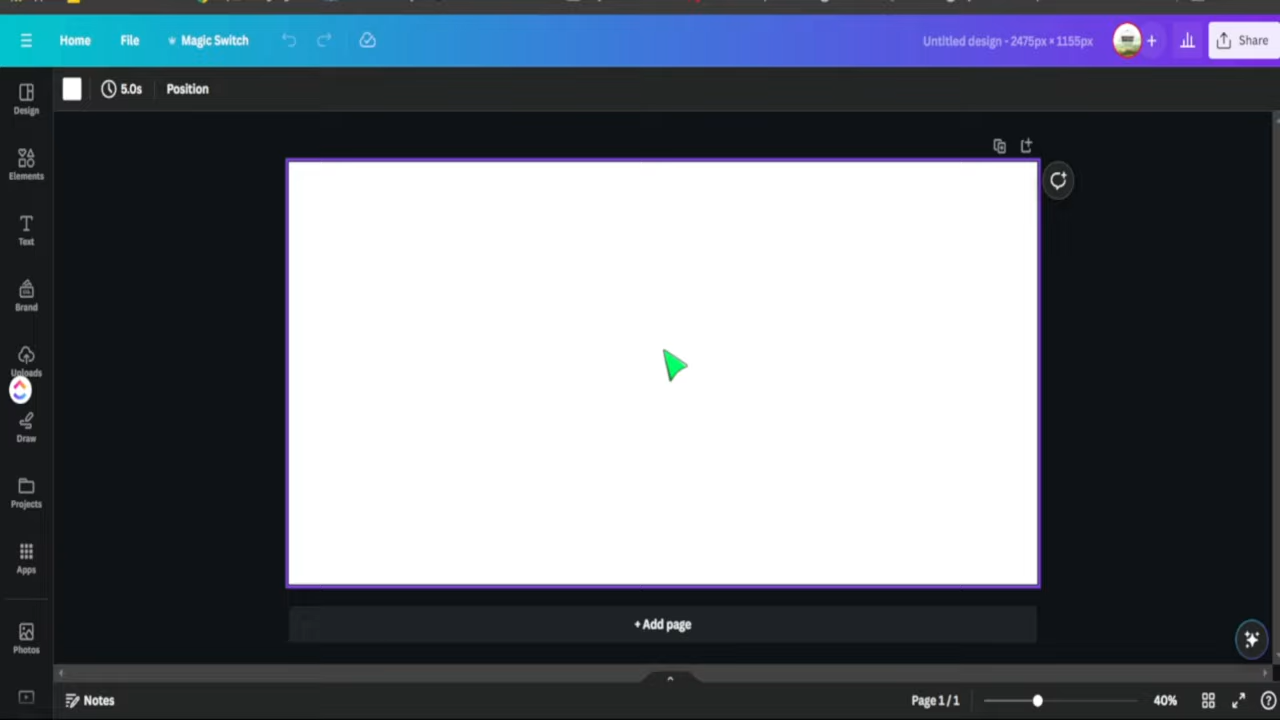 Home File Magic Switch Untitled design - 2475px × 1155px + Share
5.0s Position
Design
Elements
Text
Brand
Uploads
Draw
Projects
Apps
Photos
+ Add page
Notes Page 1 / 1 40%